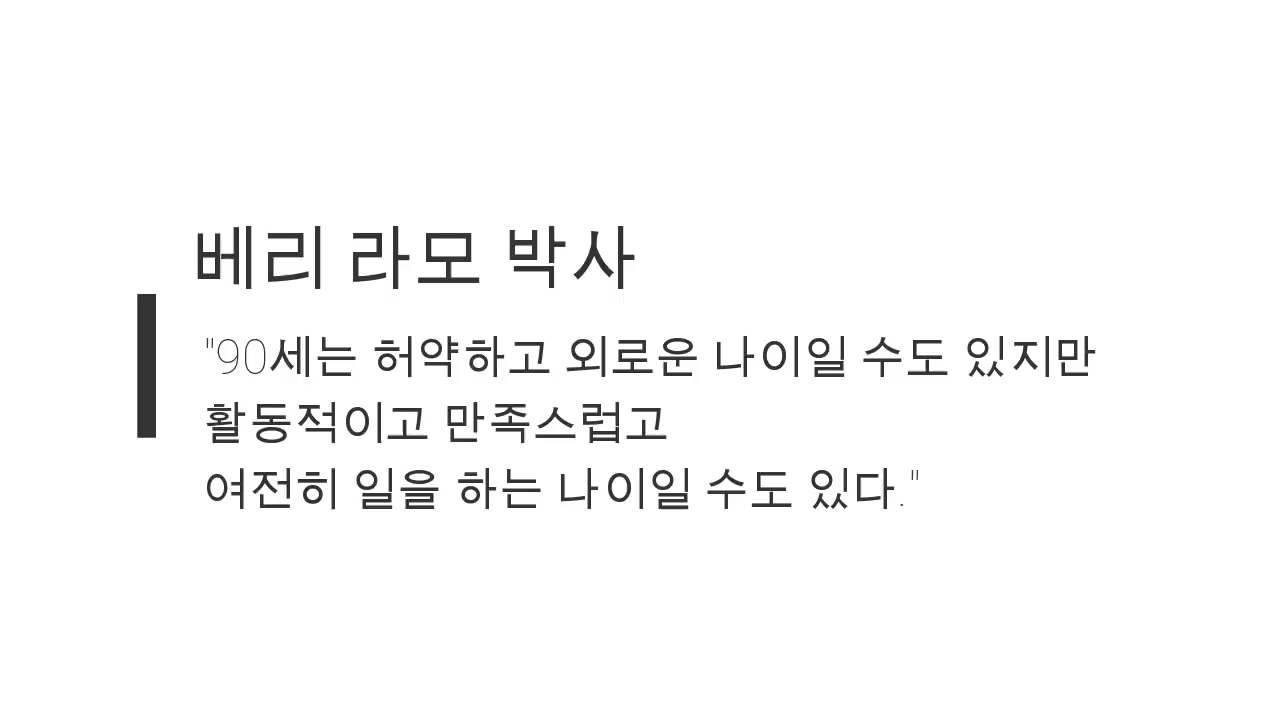 베리 라모 박사
"90세는 허약하고 외로운 나이일 수도 있지만
활동적이고 만족스럽고
여전히 일을 하는 나이일 수도 있다."